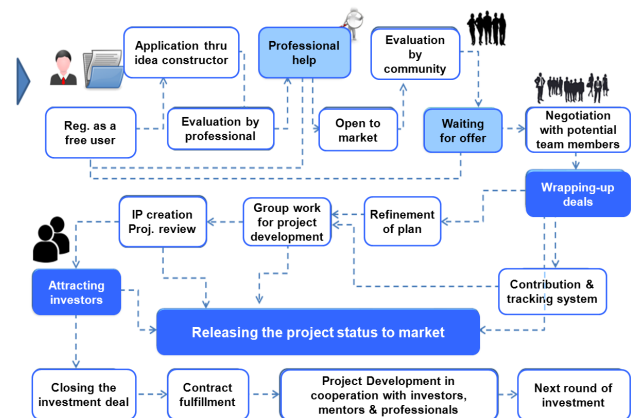 Application thru
idea constructor
Professional
help
Evaluation
by
community
Reg. as a
free user
Evaluation by
professional
Open to
market
Waiting
for offer
Negotiation
with potential
team members
Wrapping-up
deals
IP creation
Proj. review
Group work
for project
development
Refinement
of plan
Attracting
investors
Contribution &
tracking system
Releasing the project status to market
Closing the
investment deal
Contract
fulfillment
Project Development in
cooperation with investors,
mentors & professionals
Next round of
investment